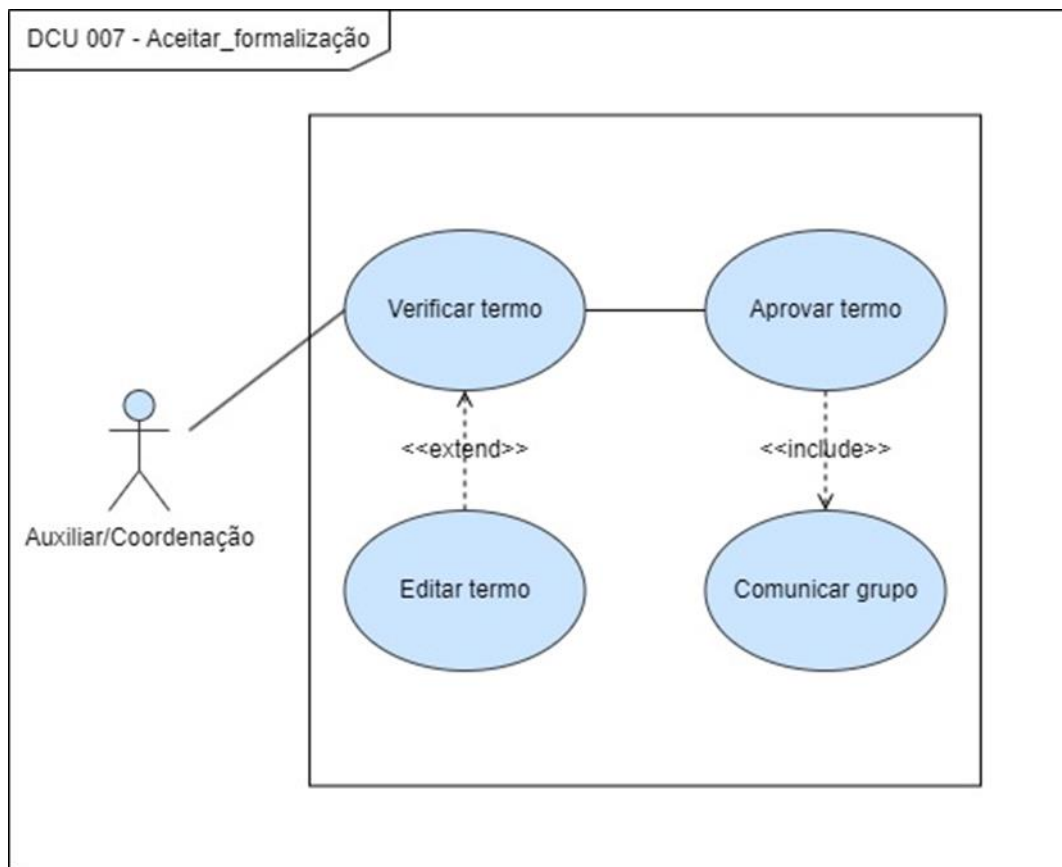 DCU 007 - Aceitar_formalização
Verificar termo
Aprovar termo
<<extend>>
<<include>>
Auxiliar/Coordenação
Editar termo
Comunicar grupo